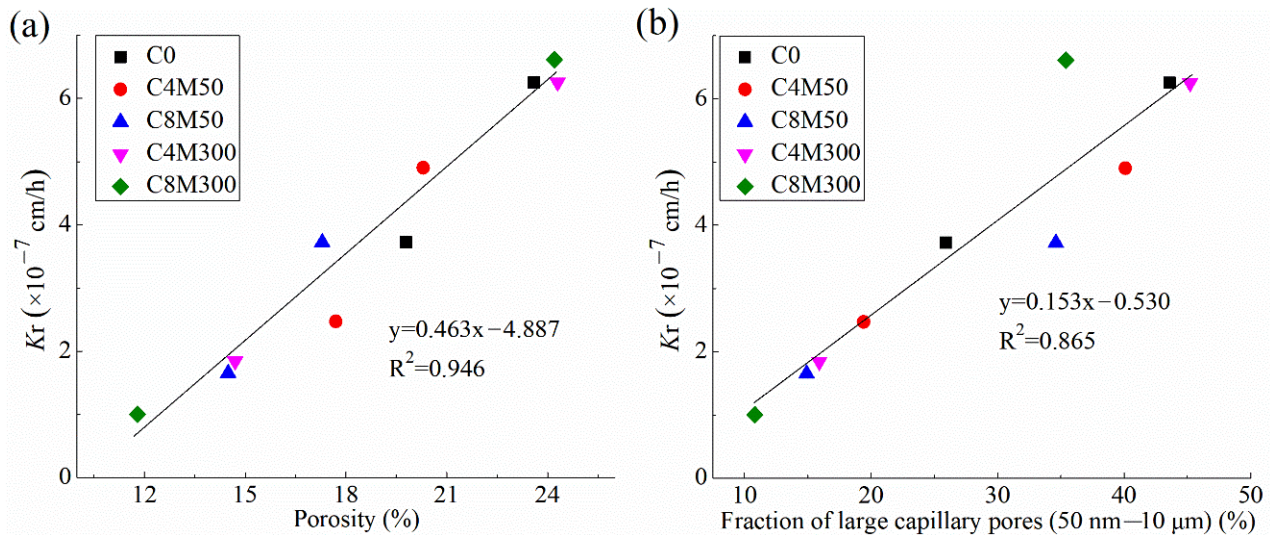 (a)
C0
C4M50
C8M50
C4M300
C8M300
Kr (×10⁻⁷ cm/h)
6
4
2
0
y=0.463x−4.887
R²=0.946
12 15 18 21 24
Porosity (%)
(b)
C0
C4M50
C8M50
C4M300
C8M300
Kr (×10⁻⁷ cm/h)
6
4
2
0
y=0.153x−0.530
R²=0.865
10 20 30 40 50
Fraction of large capillary pores (50 nm−10 μm) (%)